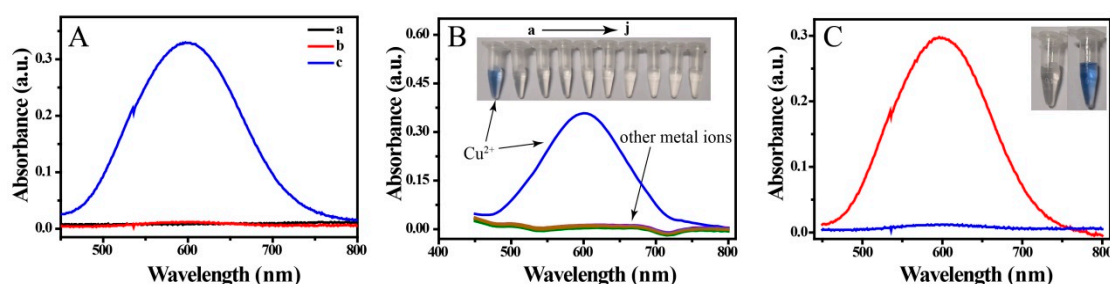 A
a
b
c
0.3
0.2
0.1
0.0
Absorbance (a.u.)
500
600
700
800
Wavelength (nm)
B
a j
0.60
0.45
0.30
0.15
0.00
Absorbance (a.u.)
Cu²⁺
other metal ions
400
500
600
700
800
Wavelength (nm)
C
0.3
0.2
0.1
0.0
Absorbance (a.u.)
500
600
700
800
Wavelength (nm)